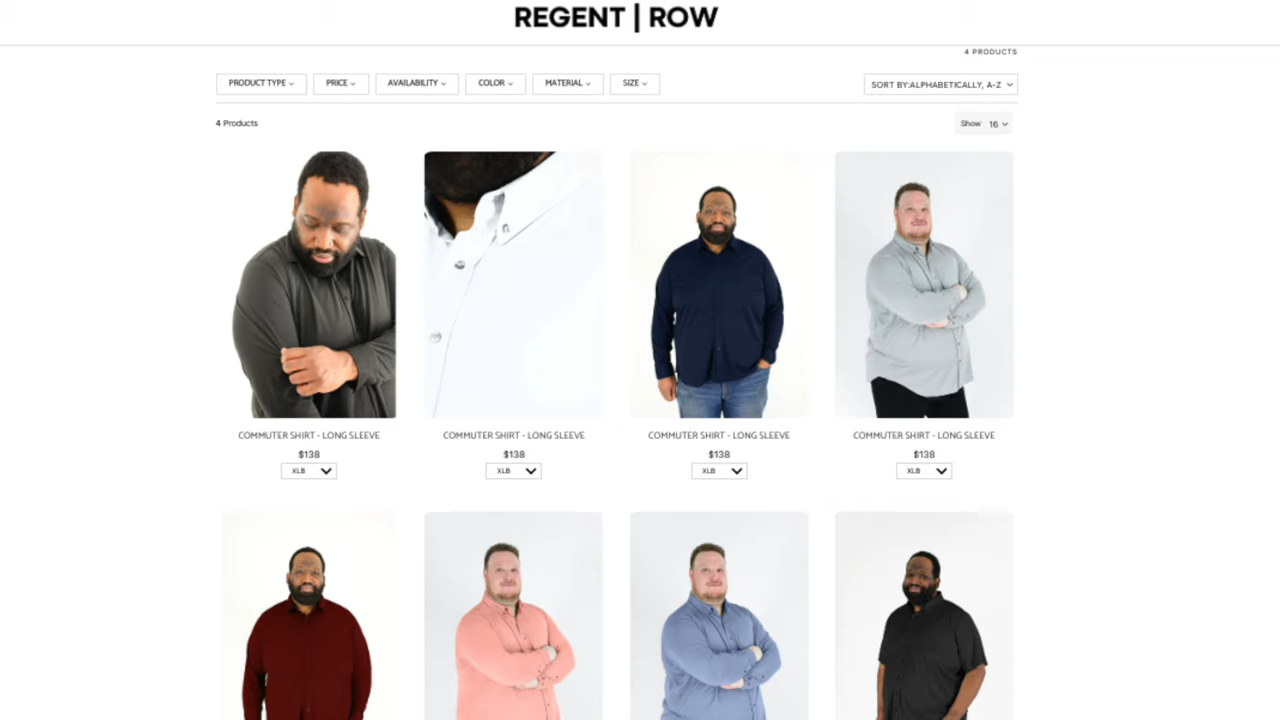 REGENT | ROW
4 PRODUCTS
PRODUCT TYPE PRICE AVAILABILITY COLOR MATERIAL SIZE SORT BY:ALPHABETICALLY, A-Z
4 Products Show 16
COMMUTER SHIRT - LONG SLEEVE COMMUTER SHIRT - LONG SLEEVE COMMUTER SHIRT - LONG SLEEVE COMMUTER SHIRT - LONG SLEEVE
$138 $138 $138 $138
XLB XLB XLB XLB